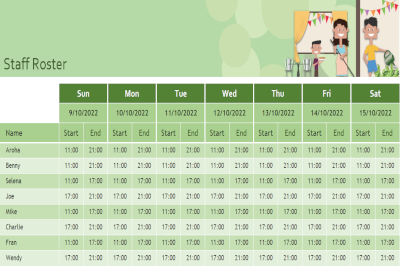 Staff Roster
Sun Mon Tue Wed Thu Fri Sat
9/10/2022 10/10/2022 11/10/2022 12/10/2022 13/10/2022 14/10/2022 15/10/2022
Name Start End Start End Start End Start End Start End Start End Start End
Aroha 11:00 21:00 11:00 21:00 11:00 21:00 11:00 21:00 11:00 21:00 11:00 21:00 11:00 21:00
Benny 11:00 21:00 11:00 21:00 11:00 21:00 11:00 21:00 11:00 21:00 11:00 21:00 11:00 21:00
Selena 11:00 17:00 11:00 17:00 11:00 17:00 11:00 17:00 11:00 17:00 11:00 17:00 11:00 17:00
Joe 17:00 21:00 17:00 21:00 17:00 21:00 17:00 21:00 17:00 21:00 17:00 21:00 17:00 21:00
Mike 11:00 17:00 11:00 17:00 11:00 17:00 11:00 17:00 11:00 17:00 11:00 17:00 11:00 17:00
Charlie 17:00 21:00 17:00 21:00 17:00 21:00 17:00 21:00 17:00 21:00 17:00 21:00 17:00 21:00
Fran 11:00 17:00 11:00 17:00 11:00 17:00 11:00 17:00 11:00 17:00 11:00 17:00 11:00 17:00
Wendy 17:00 21:00 17:00 21:00 17:00 21:00 17:00 21:00 17:00 21:00 17:00 21:00 17:00 21:00